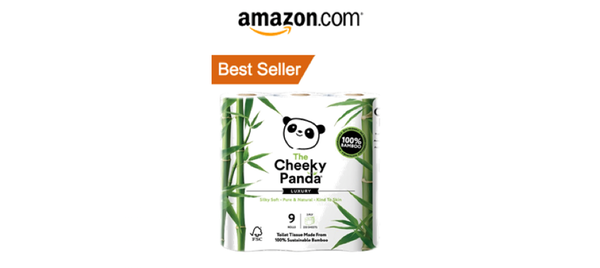 amazon.com
Best Seller
100%
BAMBOO
The
Cheeky
Panda
LUXURY
Silky Soft • Pure & Natural • Kind To Skin
9
FSC
Toilet Tissue Made From
100% Sustainable Bamboo